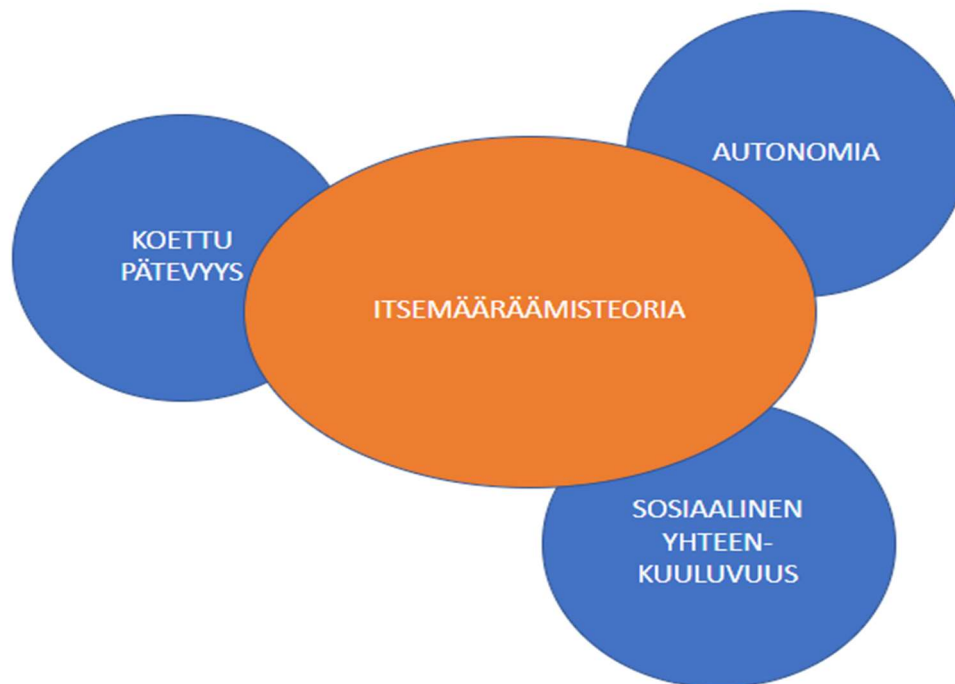 AUTONOMIA
KOETTU
PÄTEVYYS
ITSEMÄÄRÄÄMISTEORIA
SOSIAALINEN
YHTEEN-
KUULUVUUS